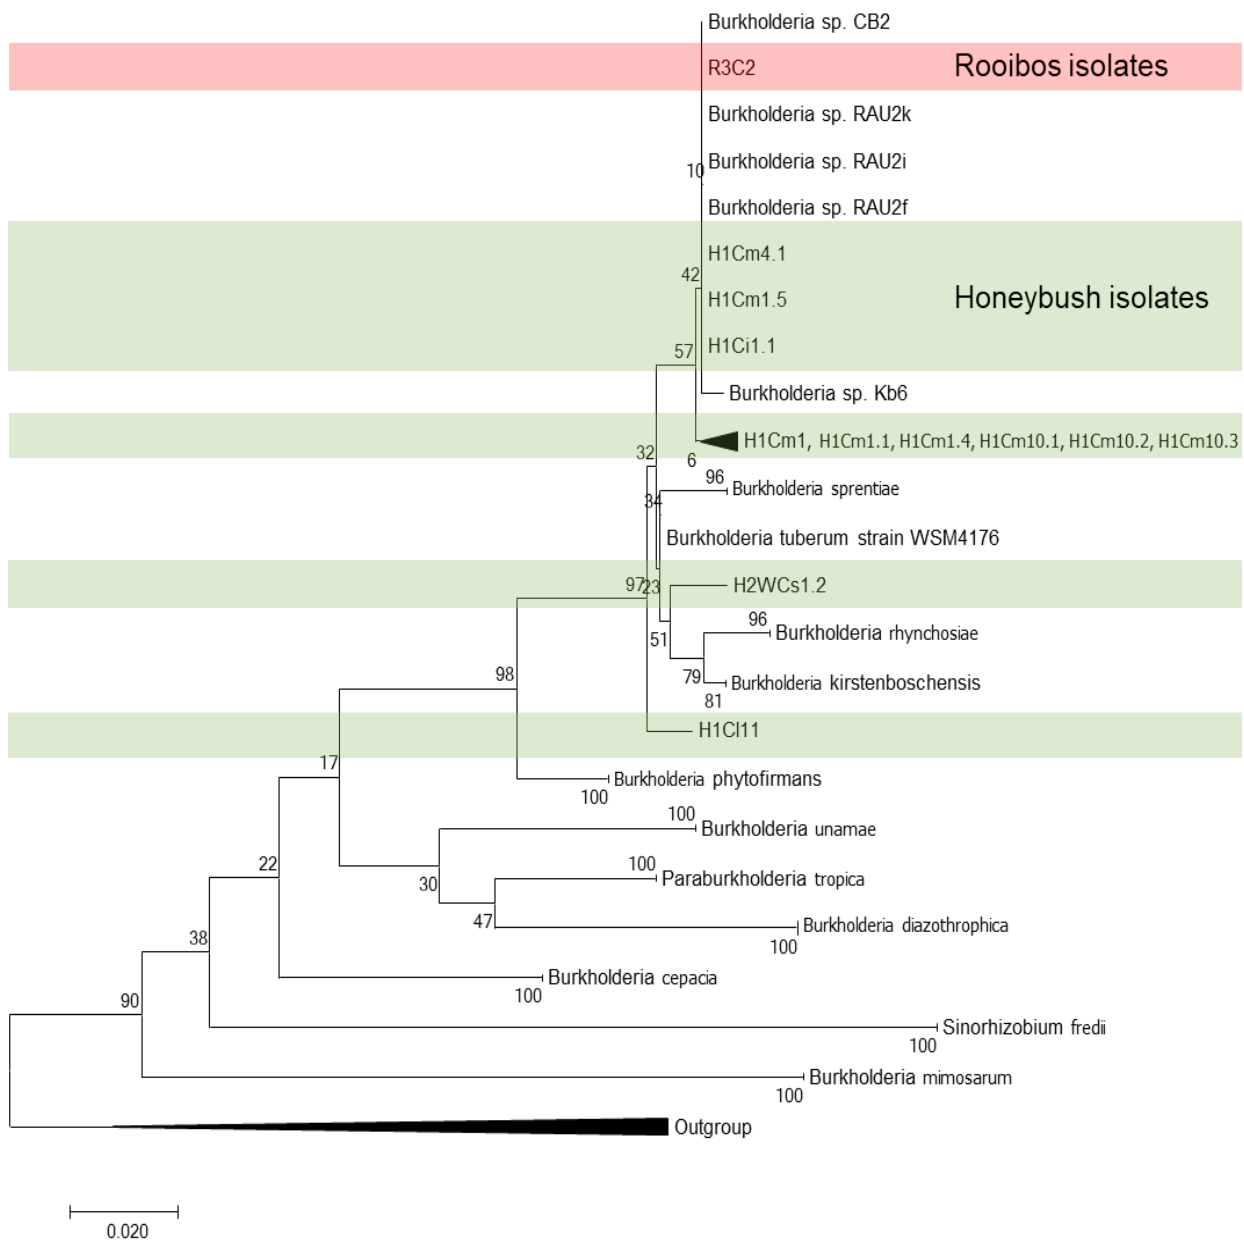 Burkholderia sp. CB2
R3C2
Rooibos isolates
Burkholderia sp. RAU2k
10
Burkholderia sp. RAU2i
Burkholderia sp. RAU2f
H1Cm4.1
42
H1Cm1.5
Honeybush isolates
57
H1Ci1.1
Burkholderia sp. Kb6
H1Cm1, H1Cm1.1, H1Cm1.4, H1Cm10.1, H1Cm10.2, H1Cm10.3
32
6
96
Burkholderia sprentiae
34
Burkholderia tuberum strain WSM4176
97
23
H2WCs1.2
96
Burkholderia rhynchosiae
51
98
79
Burkholderia kirstenboschensis
81
H1Cl11
17
Burkholderia phytofirmans
100
100
Burkholderia unamae
22
30
100
Paraburkholderia tropica
47
Burkholderia diazothrophica
100
38
Burkholderia cepacia
100
90
Sinorhizobium fredii
100
Burkholderia mimosarum
100
Outgroup
0.020